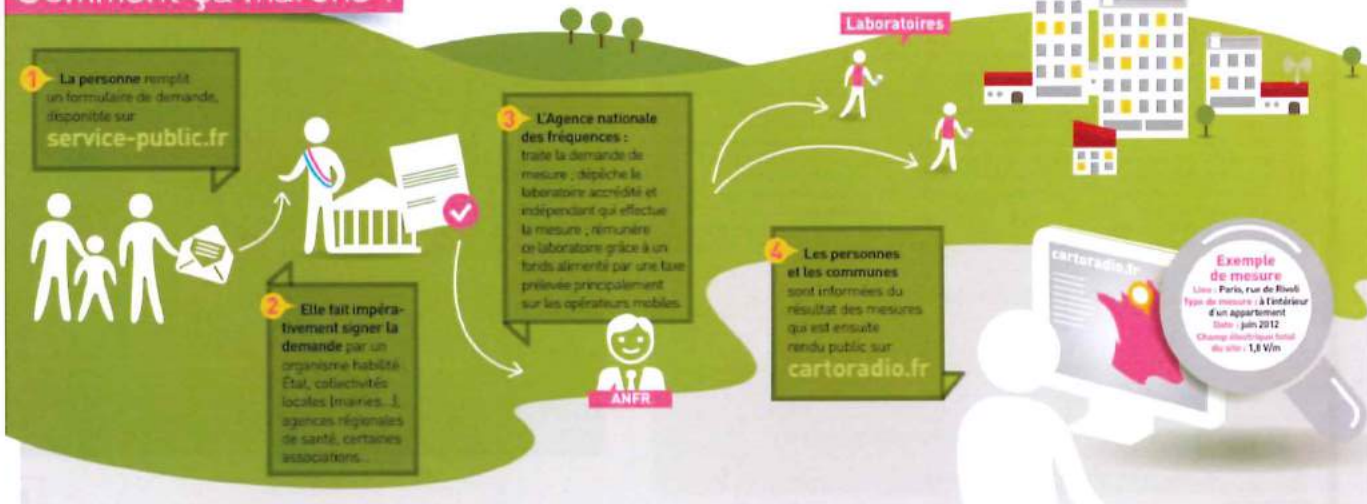 Comment ça marche ?
Laboratoires
1 La personne remplit
un formulaire de demande,
disponible sur
service-public.fr
2 Elle fait impéra-
tivement signer la
demande par un
organisme habilité :
État, collectivités
locales (mairies...),
agences régionales
de santé, certaines
associations...
3 L'Agence nationale
des fréquences :
traite la demande de
mesure ; dépêche le
laboratoire accrédité et
indépendant qui effectue
la mesure ; rémunère
ce laboratoire grâce à un
fonds alimenté par une taxe
prélevée principalement
sur les opérateurs mobiles.
ANFR
4 Les personnes
et les communes
sont informées du
résultat des mesures
qui est ensuite
rendu public sur
cartoradio.fr
cartoradio.fr
Exemple
de mesure
Lieu : Paris, rue de Rivoli
Type de mesure : à l'intérieur
d'un appartement
Date : juin 2012
Champ électrique total
du site : 1,8 V/m